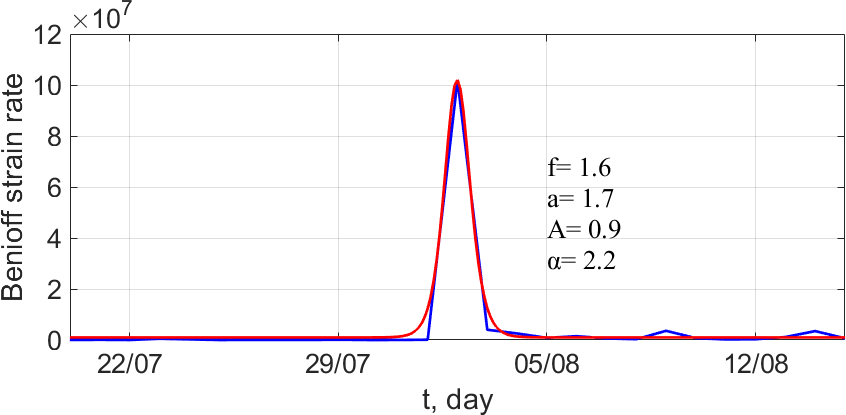 ×10⁷
12
10
8
6
4
2
0
Benioff strain rate
f= 1.6
a= 1.7
A= 0.9
α= 2.2
22/07
29/07
05/08
12/08
t, day